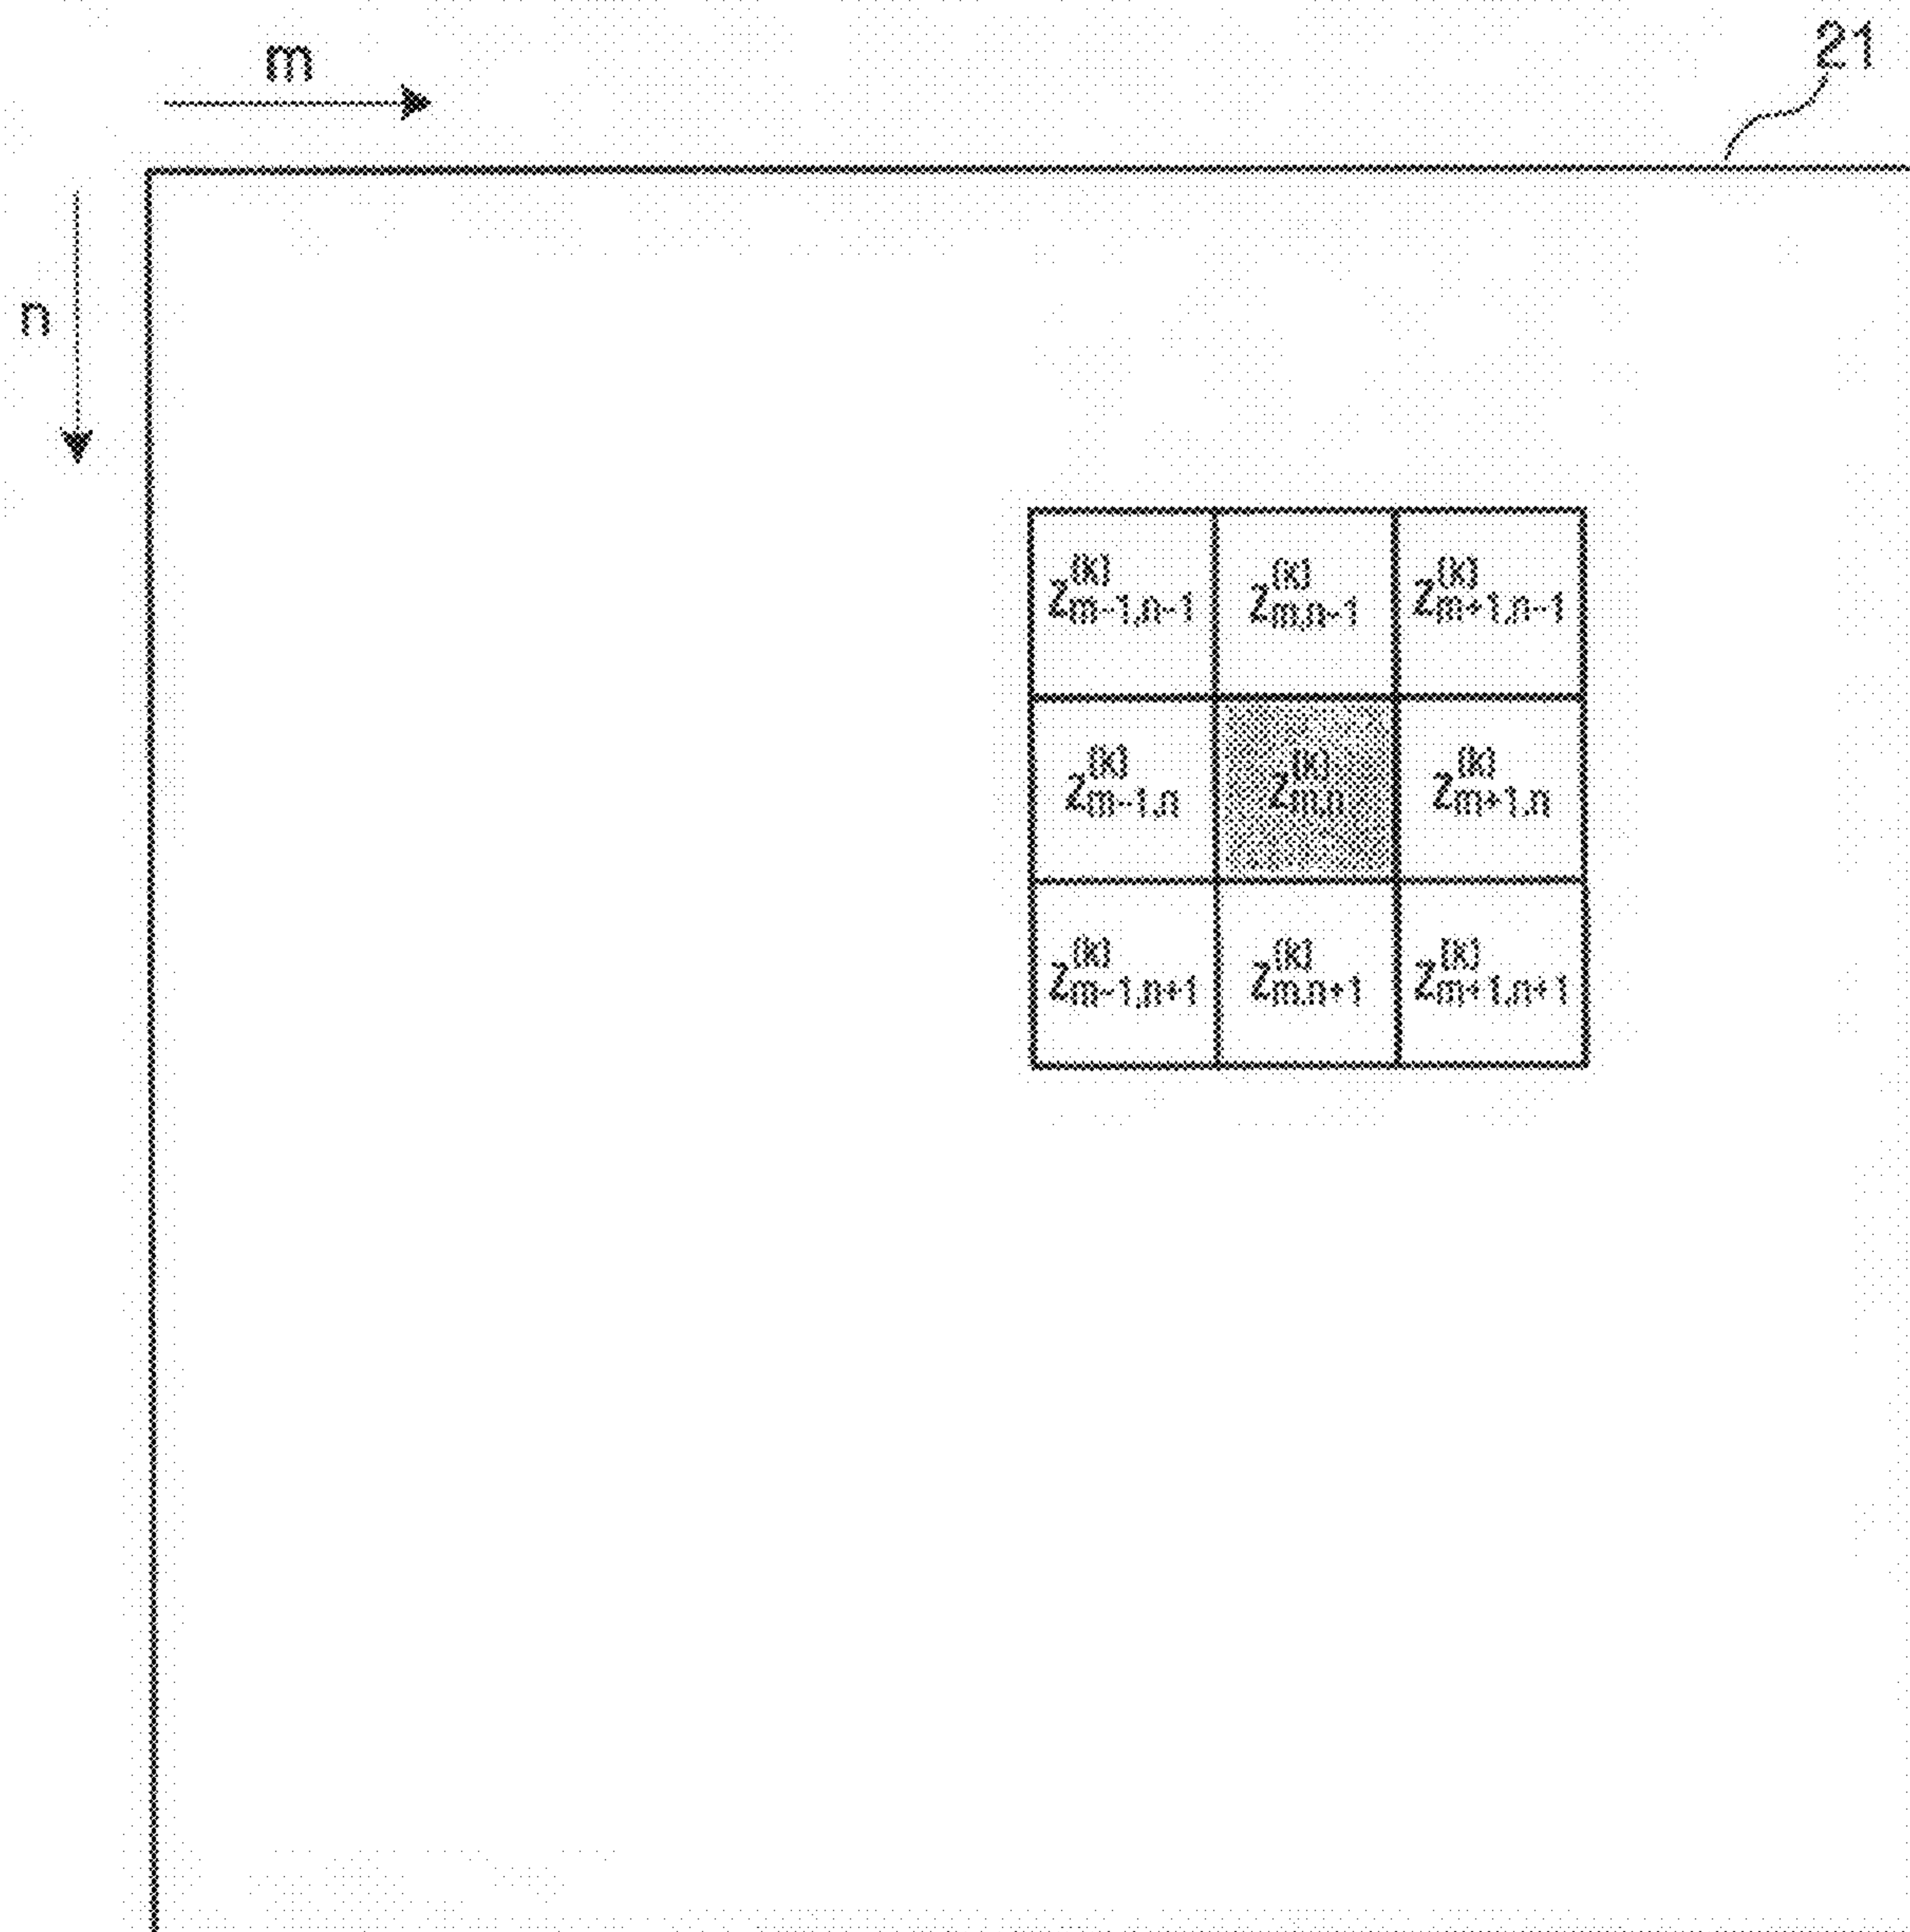 21
m
n
z^{(k)}_{m-1,n-1} z^{(k)}_{m,n-1} z^{(k)}_{m+1,n-1}
z^{(k)}_{m-1,n} z^{(k)}_{m,n} z^{(k)}_{m+1,n}
z^{(k)}_{m-1,n+1} z^{(k)}_{m,n+1} z^{(k)}_{m+1,n+1}